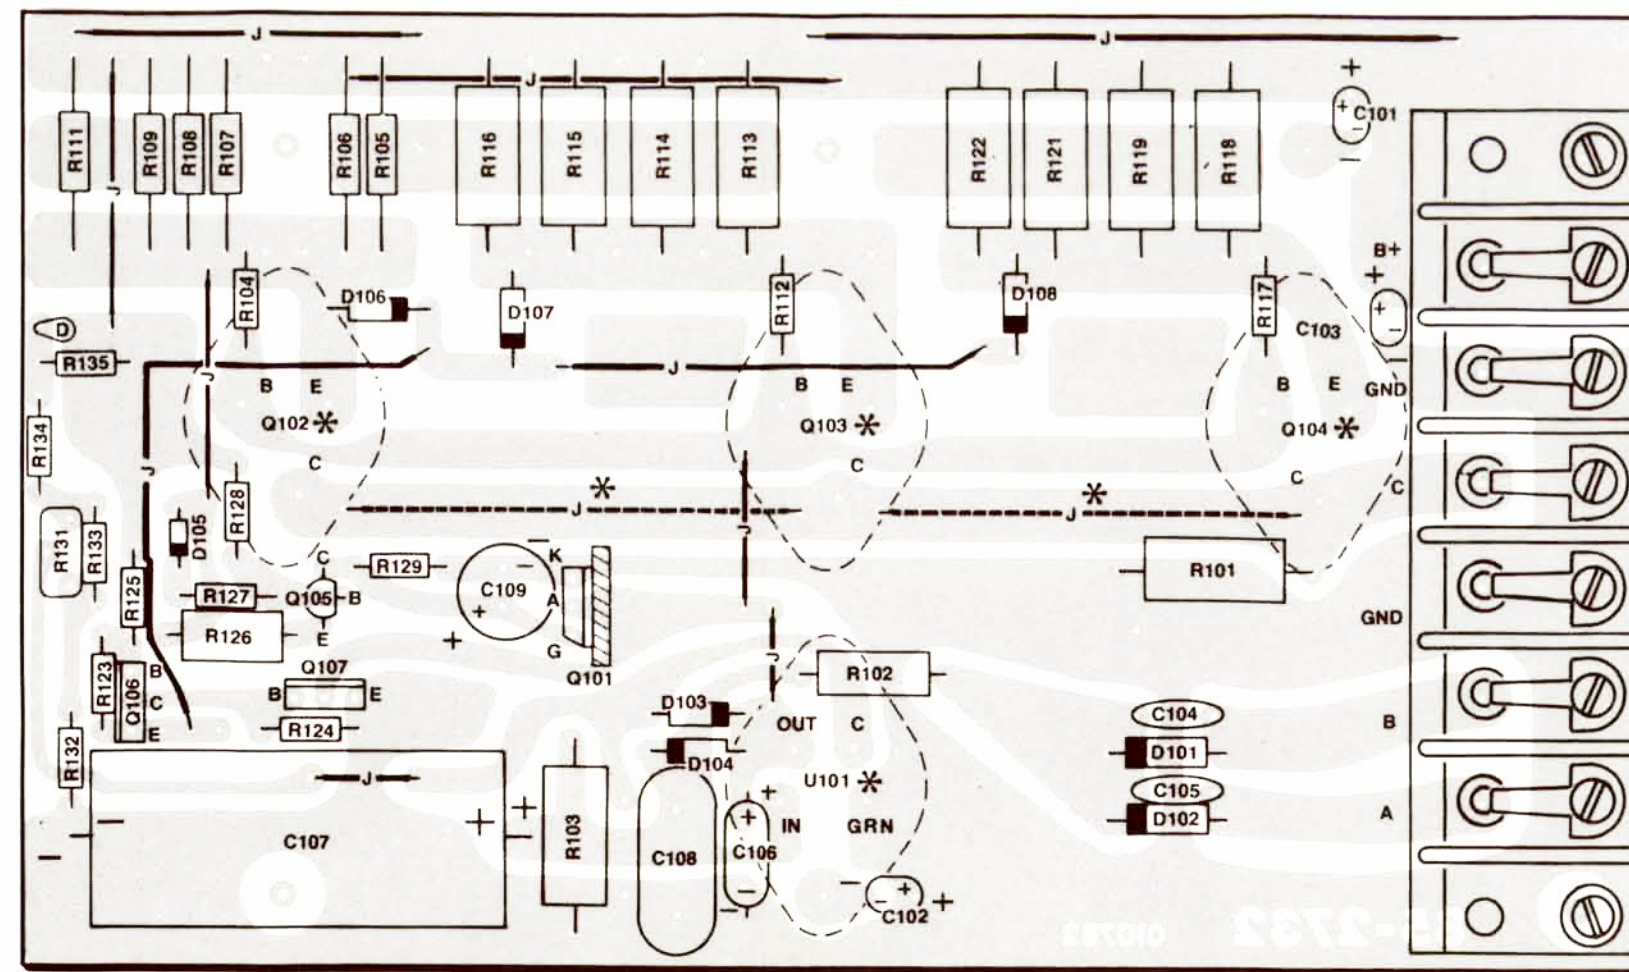 J
J
J
R111
J
R109
R108
R107
R106
R105
R116
R115
R114
R113
R122
R121
R119
R118
+
+
C101
−
−
B+
+
+
−
−
R104
D106
D107
R112
D108
R117
C103
D
R135
J
J
B E
B E
B E
GND
Q102 *
Q103 *
Q104 *
R134
J
C
C
C
C
*
*
J
J
J
R128
R131
R133
D105
R125
C
R129
−
−
C109
+
+
K
A
G
Q101
R101
R127
Q105
B
E
R126
GND
Q107
B E
R123
Q106
B
C
E
R124
J
R102
D103
OUT
C
C104
B
R132
D104
D101
U101 *
J
C105
+
+
D102
A
IN
GRN
−
−
C107
+
+
R103
C108
C106
−
−
−
−
+
+
C102
85-2732
010782